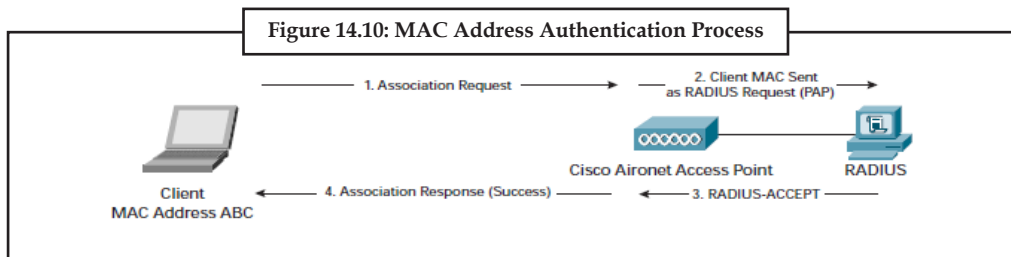 Figure 14.10: MAC Address Authentication Process
1. Association Request
2. Client MAC Sent
as RADIUS Request (PAP)
Cisco Aironet Access Point
RADIUS
Client
MAC Address ABC
4. Association Response (Success)
3. RADIUS-ACCEPT